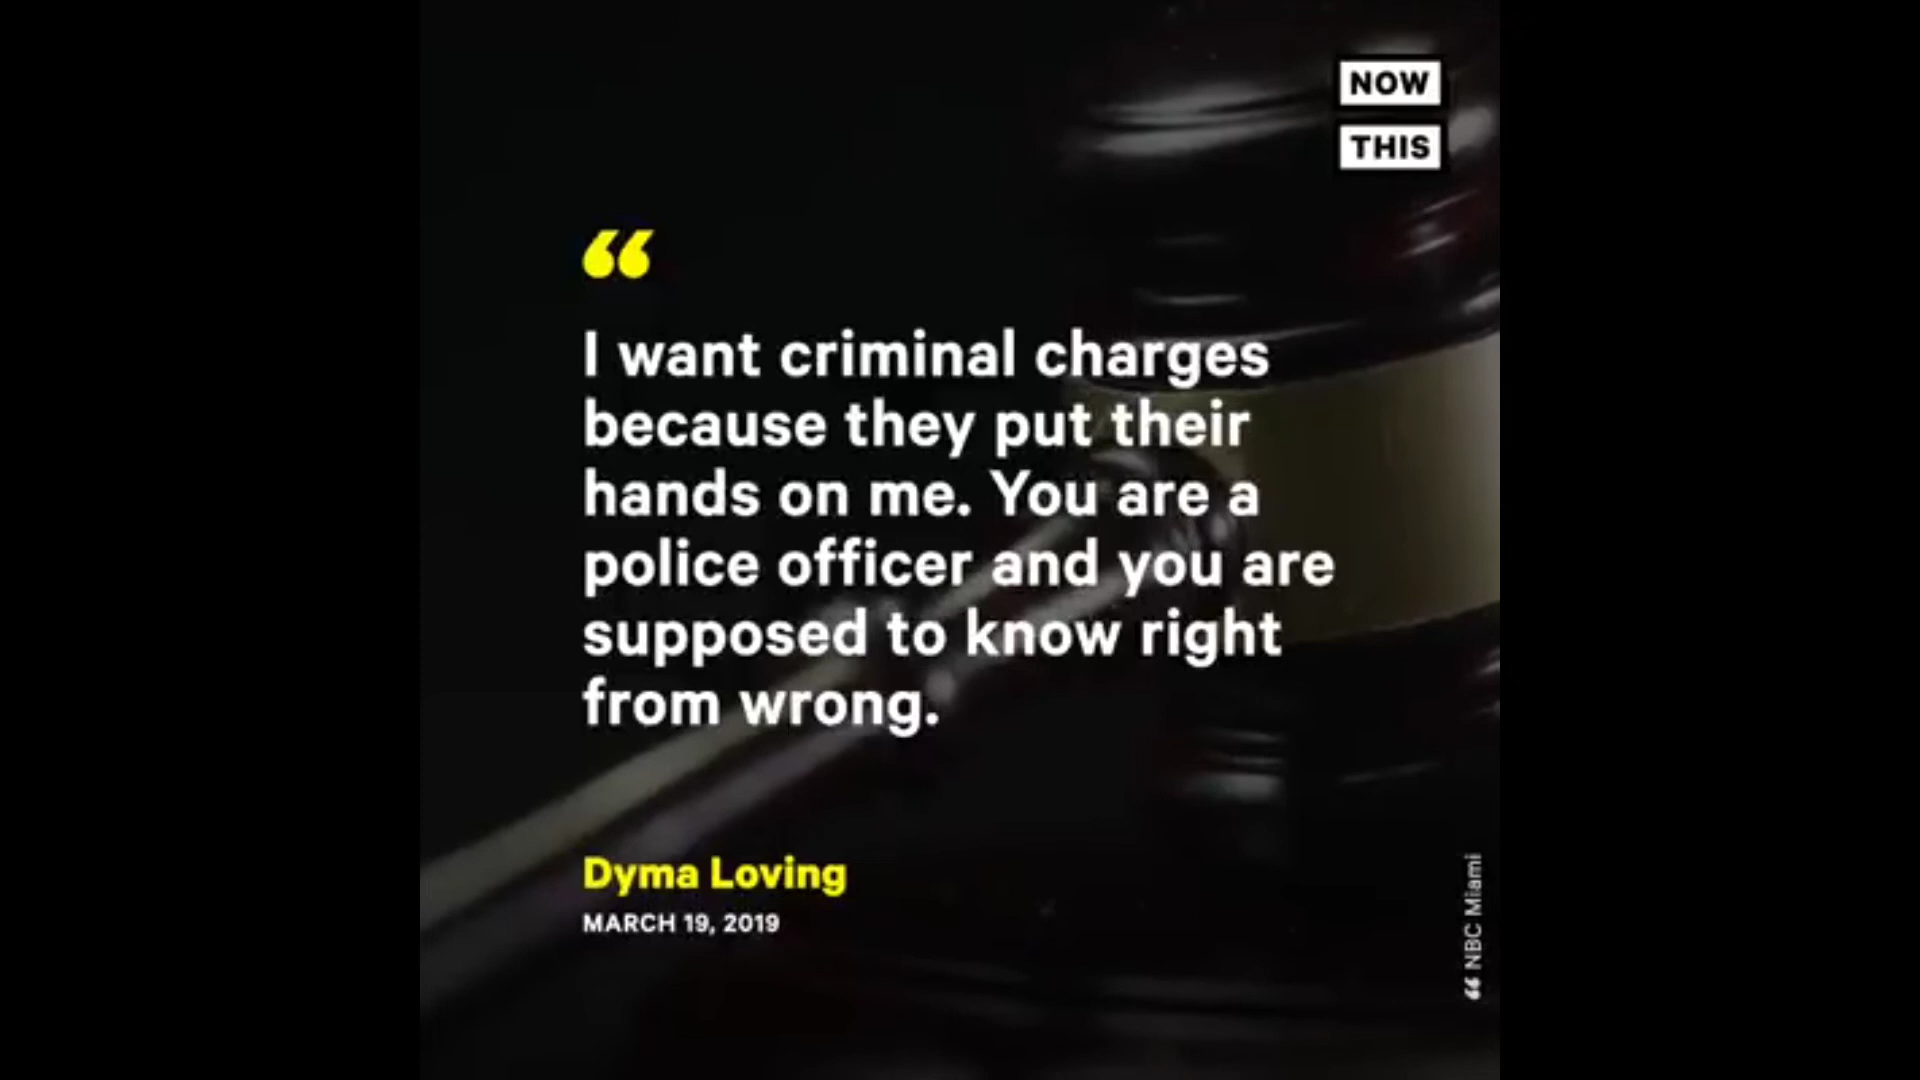 NOW
THIS
“
I want criminal charges
because they put their
hands on me. You are a
police officer and you are
supposed to know right
from wrong.
Dyma Loving
MARCH 19, 2019
“ NBC Miami